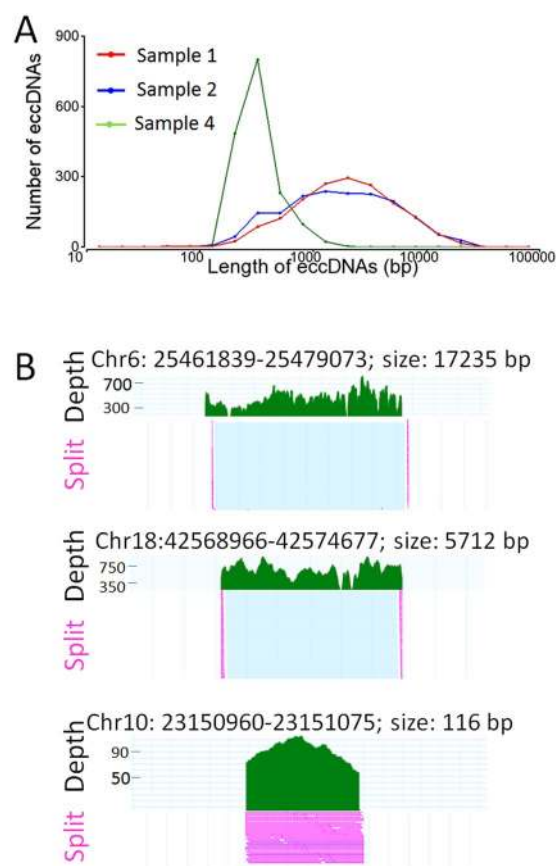 A
Number of eccDNAs
900
600
300
0
Sample 1
Sample 2
Sample 4
10
100
1000
10000
100000
Length of eccDNAs (bp)
B
Chr6: 25461839-25479073; size: 17235 bp
Depth
700
300
Split
Chr18:42568966-42574677; size: 5712 bp
Depth
750
350
Split
Chr10: 23150960-23151075; size: 116 bp
Depth
90
50
Split